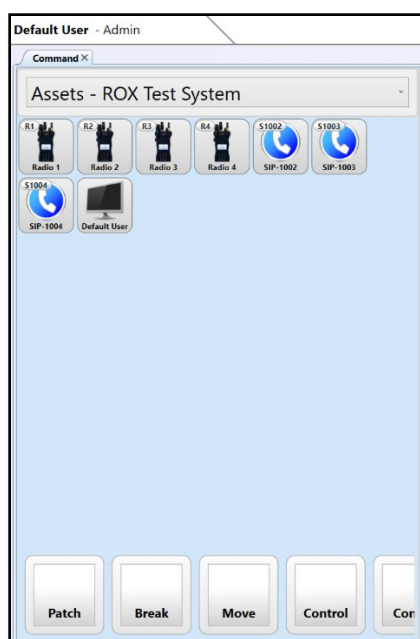 Default User - Admin
Command
Assets - ROX Test System
R1 R2 R3 R4 S1002 S1003
Radio 1 Radio 2 Radio 3 Radio 4 SIP-1002 SIP-1003
S1004
SIP-1004 Default User
Patch Break Move Control Con